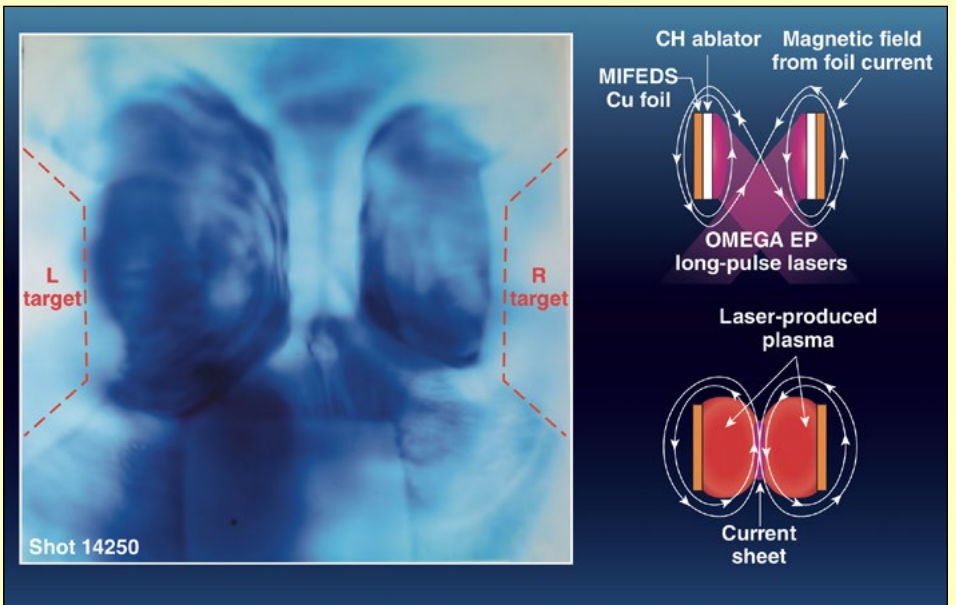 L
target
R
target
Shot 14250
CH ablator
MIFEDS
Cu foil
Magnetic field
from foil current
OMEGA EP
long-pulse lasers
Laser-produced
plasma
Current
sheet